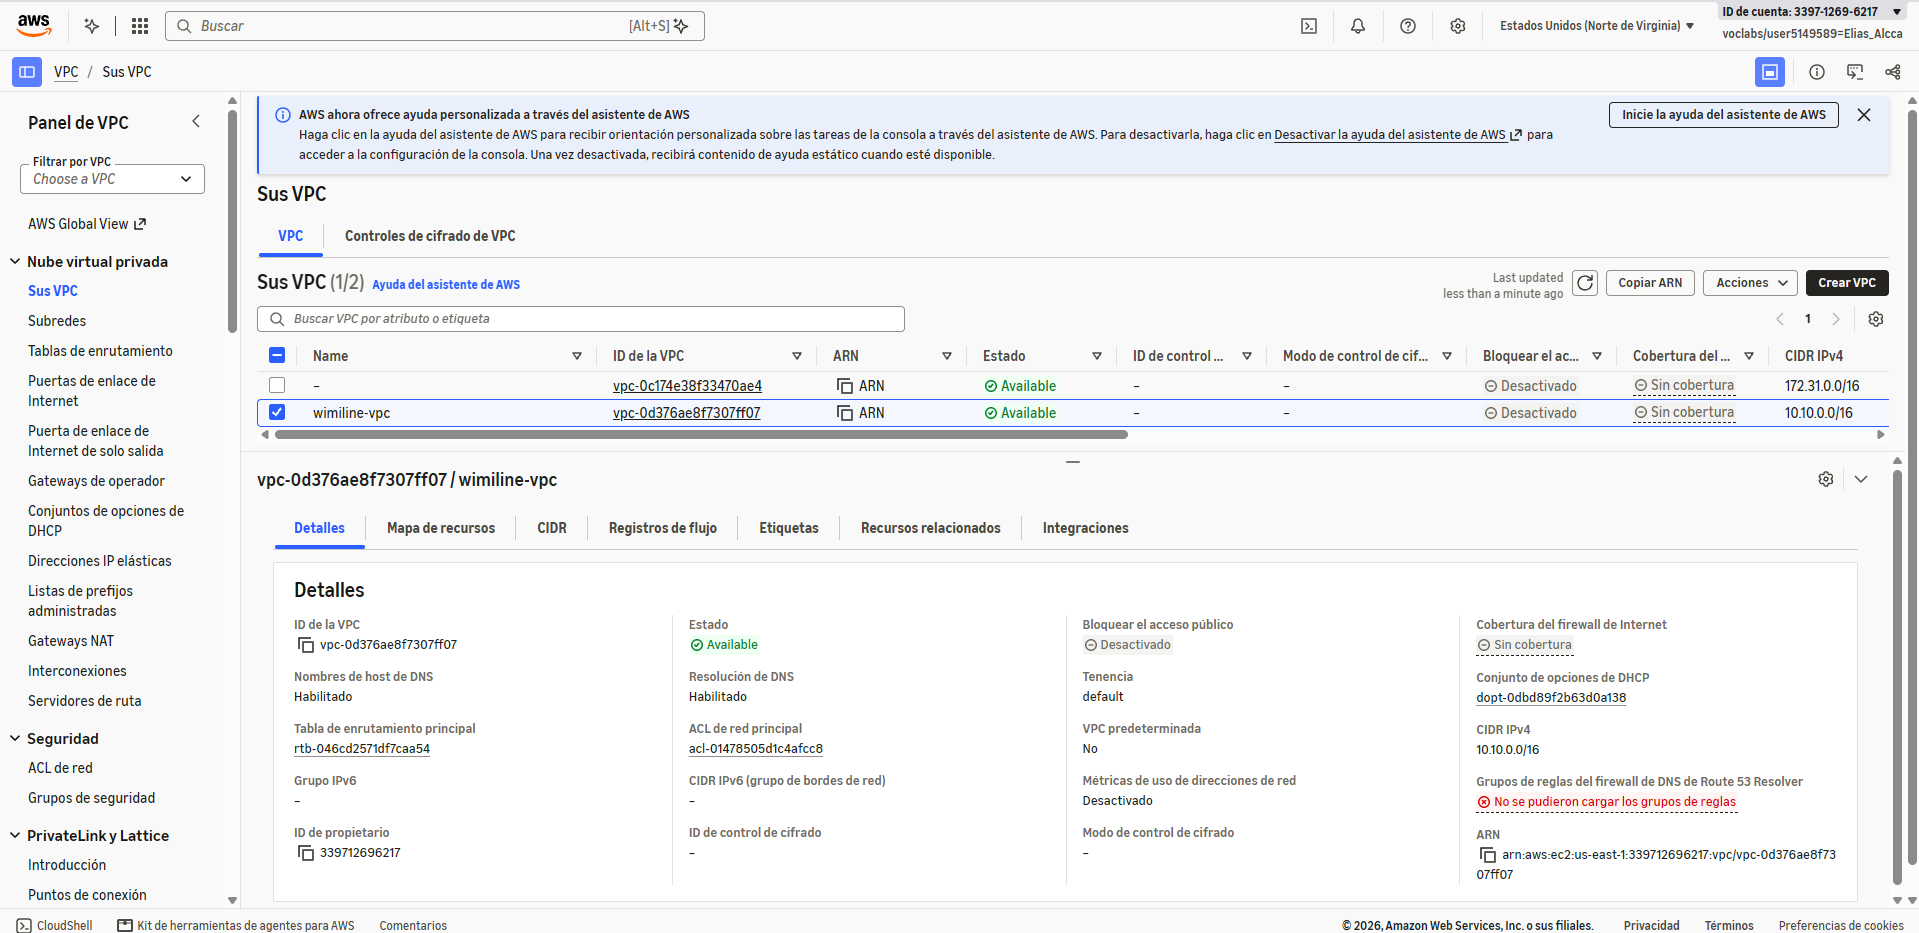 aws
Buscar
[Alt+S]
Estados Unidos (Norte de Virginia)
ID de cuenta: 3397-1269-6217
voclabs/user5149589=Elias_Alcca
VPC / Sus VPC
Panel de VPC
Filtrar por VPC
Choose a VPC
AWS Global View
Nube virtual privada
Sus VPC
Subredes
Tablas de enrutamiento
Puertas de enlace de
Internet
Puerta de enlace de
Internet de solo salida
Gateways de operador
Conjuntos de opciones de
DHCP
Direcciones IP elásticas
Listas de prefijos
administradas
Gateways NAT
Interconexiones
Servidores de ruta
Seguridad
ACL de red
Grupos de seguridad
PrivateLink y Lattice
Introducción
Puntos de conexión
AWS ahora ofrece ayuda personalizada a través del asistente de AWS
Haga clic en la ayuda del asistente de AWS para recibir orientación personalizada sobre las tareas de la consola a través del asistente de AWS. Para desactivarla, haga clic en Desactivar la ayuda del asistente de AWS para
acceder a la configuración de la consola. Una vez desactivada, recibirá contenido de ayuda estático cuando esté disponible.
Inicie la ayuda del asistente de AWS
Sus VPC
VPC
Controles de cifrado de VPC
Sus VPC (1/2) Ayuda del asistente de AWS
Last updated
less than a minute ago
Copiar ARN
Acciones
Crear VPC
Buscar VPC por atributo o etiqueta
1
Name ID de la VPC ARN Estado ID de control ... Modo de control de cif... Bloquear el ac... Cobertura del ... CIDR IPv4
– vpc-0c174e38f33470ae4 ARN Available – – Desactivado Sin cobertura 172.31.0.0/16
wimiline-vpc vpc-0d376ae8f7307ff07 ARN Available – – Desactivado Sin cobertura 10.10.0.0/16
vpc-0d376ae8f7307ff07 / wimiline-vpc
Detalles Mapa de recursos CIDR Registros de flujo Etiquetas Recursos relacionados Integraciones
Detalles
ID de la VPC
vpc-0d376ae8f7307ff07
Nombres de host de DNS
Habilitado
Tabla de enrutamiento principal
rtb-046cd2571df7caa54
Grupo IPv6
–
ID de propietario
339712696217
Estado
Available
Resolución de DNS
Habilitado
ACL de red principal
acl-01478505d1c4afcc8
CIDR IPv6 (grupo de bordes de red)
–
ID de control de cifrado
–
Bloquear el acceso público
Desactivado
Tenencia
default
VPC predeterminada
No
Métricas de uso de direcciones de red
Desactivado
Modo de control de cifrado
–
Cobertura del firewall de Internet
Sin cobertura
Conjunto de opciones de DHCP
dopt-0dbd89f2b63d0a138
CIDR IPv4
10.10.0.0/16
Grupos de reglas del firewall de DNS de Route 53 Resolver
No se pudieron cargar los grupos de reglas
ARN
arn:aws:ec2:us-east-1:339712696217:vpc/vpc-0d376ae8f73
07ff07
CloudShell
Kit de herramientas de agentes para AWS
Comentarios
© 2026, Amazon Web Services, Inc. o sus filiales.
Privacidad
Términos
Preferencias de cookies